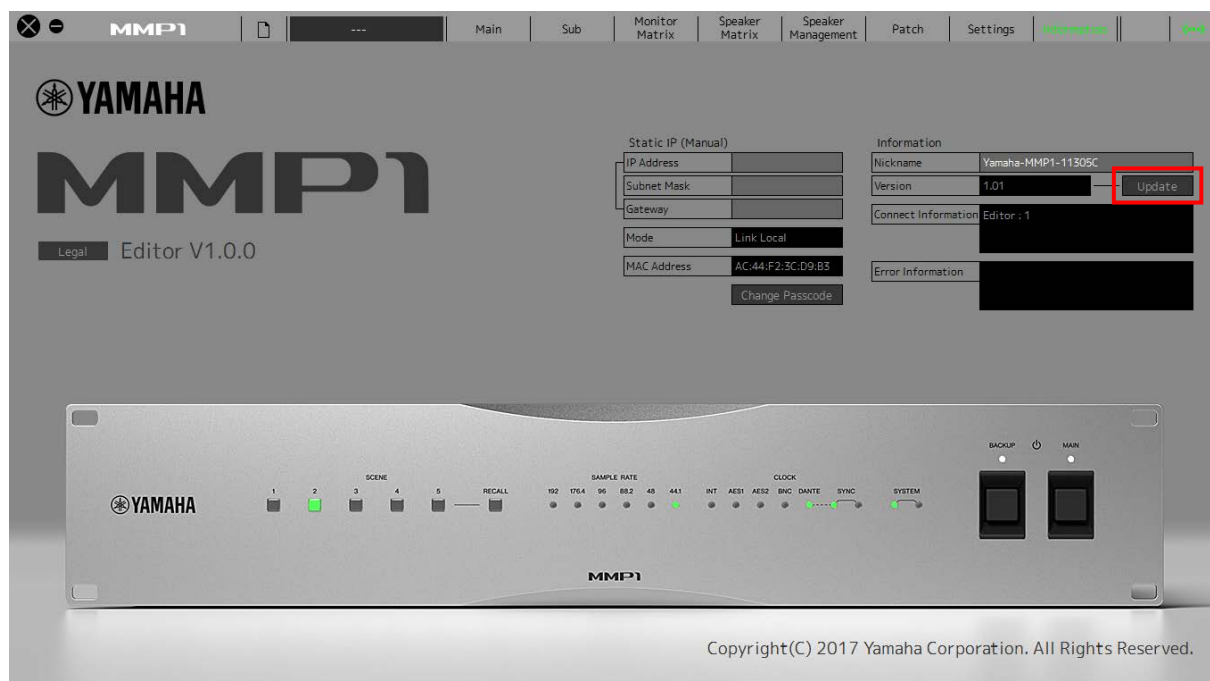 MMP1
---
Main
Sub
Monitor
Matrix
Speaker
Matrix
Speaker
Management
Patch
Settings
Information
YAMAHA
MMP1
Legal
Editor V1.0.0
Static IP (Manual)
IP Address
Subnet Mask
Gateway
Mode Link Local
MAC Address AC:44:F2:3C:D9:B3
Change Passcode
Information
Nickname Yamaha-MMP1-11305C
Version 1.01 Update
Connect Information Editor : 1
Error Information
SCENE
1 2 3 4 5 RECALL
SAMPLE RATE
192 176.4 96 88.2 48 44.1
CLOCK
INT AES1 AES2 BNC DANTE SYNC
SYSTEM
BACKUP MAIN
YAMAHA
MMP1
Copyright(C) 2017 Yamaha Corporation. All Rights Reserved.